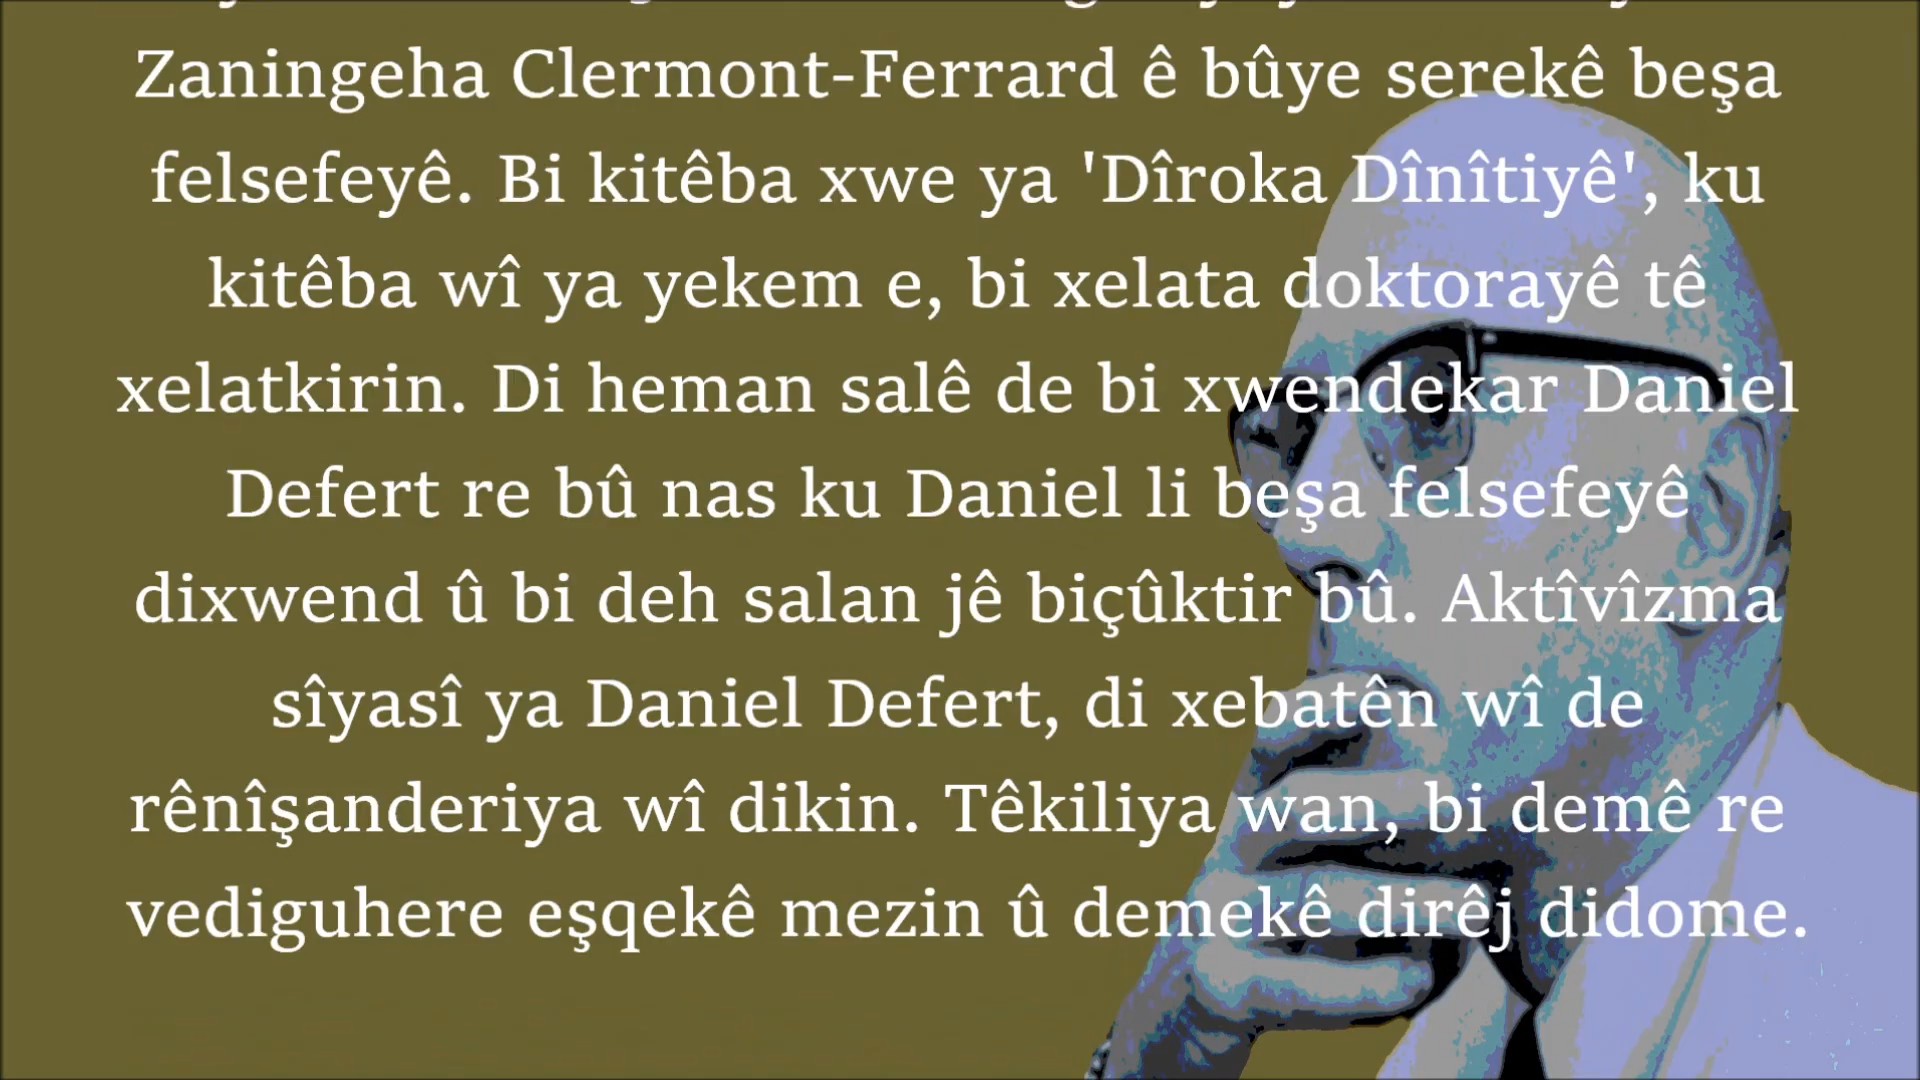 Zaningeha Clermont-Ferrard ê bûye serekê beşa
felsefeyê. Bi kitêba xwe ya 'Dîroka Dînîtiyê', ku
kitêba wî ya yekem e, bi xelata doktorayê tê
xelatkirin. Di heman salê de bi xwendekar Daniel
Defert re bû nas ku Daniel li beşa felsefeyê
dixwend û bi deh salan jê biçûktir bû. Aktîvîzma
sîyasî ya Daniel Defert, di xebatên wî de
rênîşanderiya wî dikin. Têkiliya wan, bi demê re
vediguhere eşqekê mezin û demekê dirêj didome.